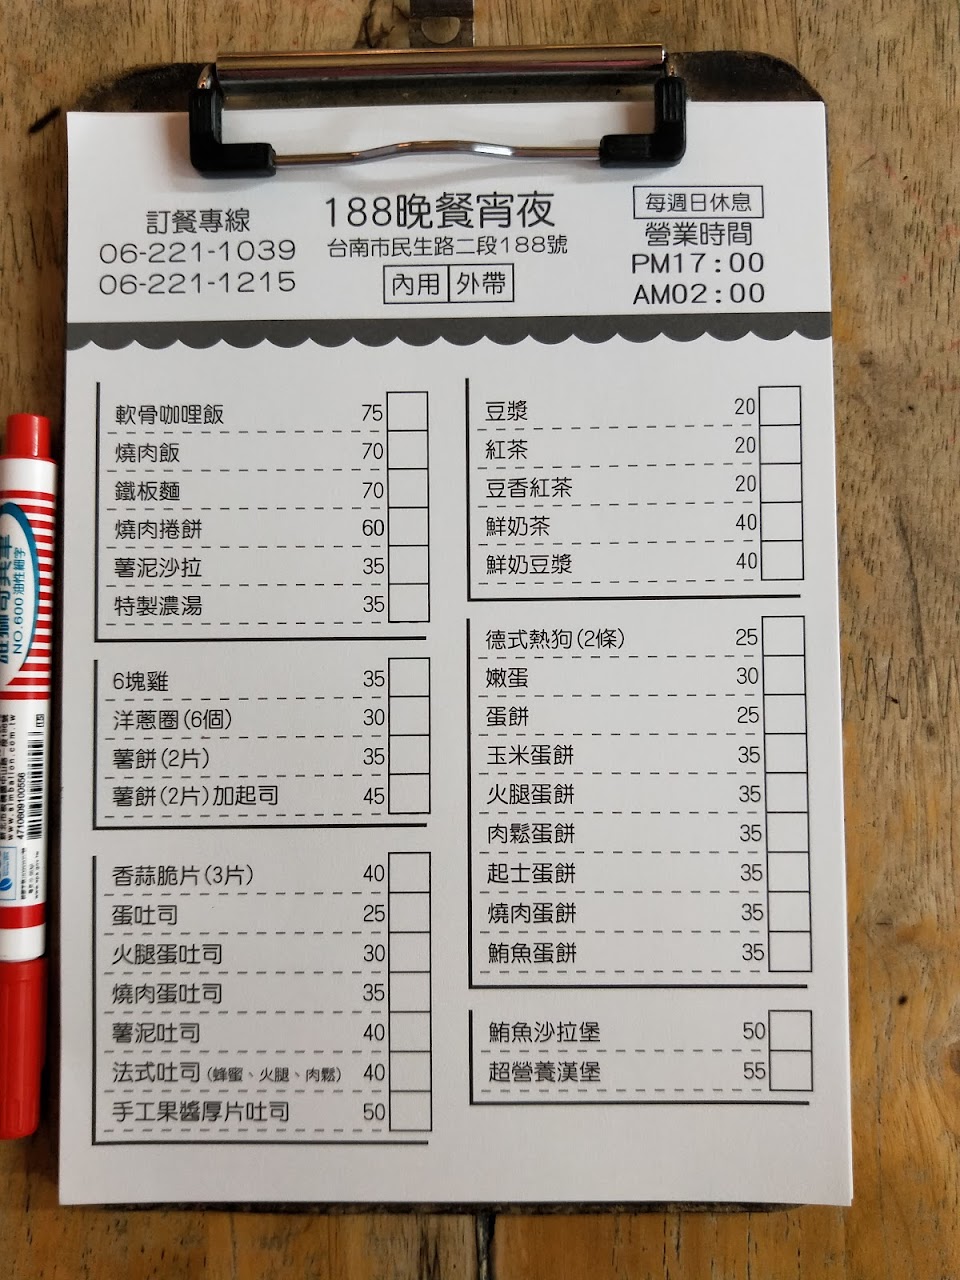 訂餐專線
06-221-1039
06-221-1215
188晚餐宵夜
台南市民生路二段188號
內用 外帶
每週日休息
營業時間
PM17:00
AM02:00
軟骨咖哩飯 75
燒肉飯 70
鐵板麵 70
燒肉捲餅 60
薯泥沙拉 35
特製濃湯 35
6塊雞 35
洋蔥圈(6個) 30
薯餅(2片) 35
薯餅(2片)加起司 45
香蒜脆片(3片) 40
蛋吐司 25
火腿蛋吐司 30
燒肉蛋吐司 35
薯泥吐司 40
法式吐司(蜂蜜、火腿、肉鬆) 40
手工果醬厚片吐司 50
豆漿 20
紅茶 20
豆香紅茶 20
鮮奶茶 40
鮮奶豆漿 40
德式熱狗(2條) 25
嫩蛋 30
蛋餅 25
玉米蛋餅 35
火腿蛋餅 35
肉鬆蛋餅 35
起士蛋餅 35
燒肉蛋餅 35
鮪魚蛋餅 35
鮪魚沙拉堡 50
超營養漢堡 55
NO.600 油性 細字
www.simbalion.com.tw
4710809100556